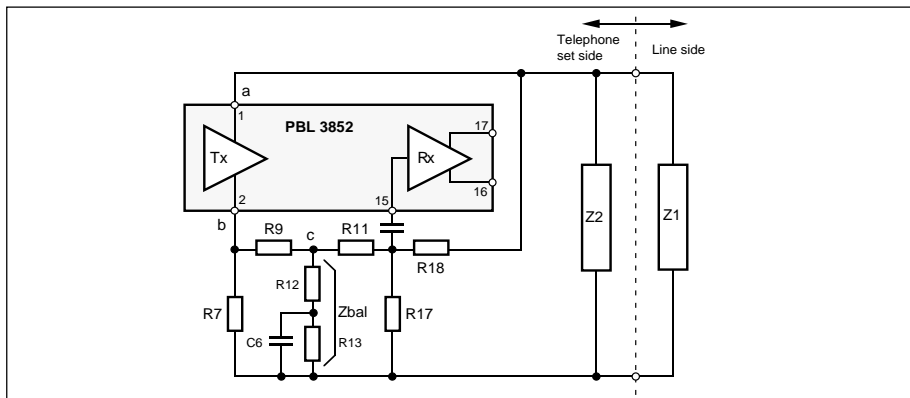 Telephone
set side
Line side
a
1
PBL 3852
17
Tx
Rx
16
2
15
b
R9
c
R11
R18
Z2
Z1
R12
R7
Zbal
R17
C6
R13